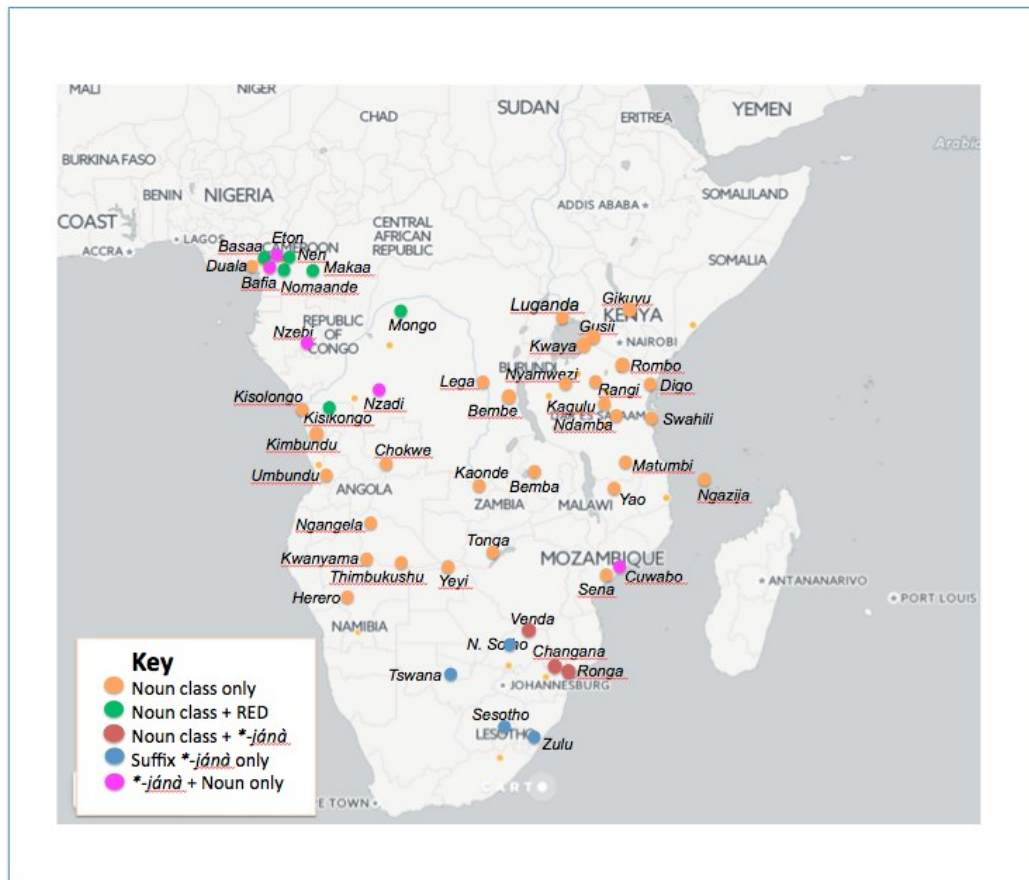 MALI
NIGER
SUDAN
YEMEN
CHAD
ERITREA
Arabic
BURKINA FASO
BENIN
NIGERIA
SOMALILAND
ADDIS ABABA
COAST
CENTRAL
AFRICAN
REPUBLIC
ACCRA
LAGOS
Eton
CAMEROON
Basaa
Nen
SOMALIA
Duala
Makaa
Bafia
Nomaande
Luganda
Gikuyu
KENYA
REPUBLIC
OF
CONGO
Mongo
Gusii
Nzebi
Kwaya
NAIROBI
BURUNDI
Rombo
Nyamwezi
Lega
Rangi
Digo
Kisolongo
Nzadi
Bembe
Kagulu
Kisikongo
Ndamba
Swahili
Kimbundu
Chokwe
Matumbi
Umbundu
Kaonde
ANGOLA
Bemba
Ngazija
ZAMBIA
MALAWI
Yao
Ngangela
Tonga
Kwanyama
MOZAMBIQUE
Thimbukushu
Yeyi
Cuwabo
ANTANANARIVO
Sena
Herero
PORT LOUIS
Venda
NAMIBIA
N. Sotho
Changana
Tswana
Ronga
JOHANNESBURG
Sesotho
LESOTHO
Zulu
Key
Noun class only
Noun class + RED
Noun class + *-jánà
Suffix *-jánà only
*-jánà + Noun only
CARTO
PE TOWN